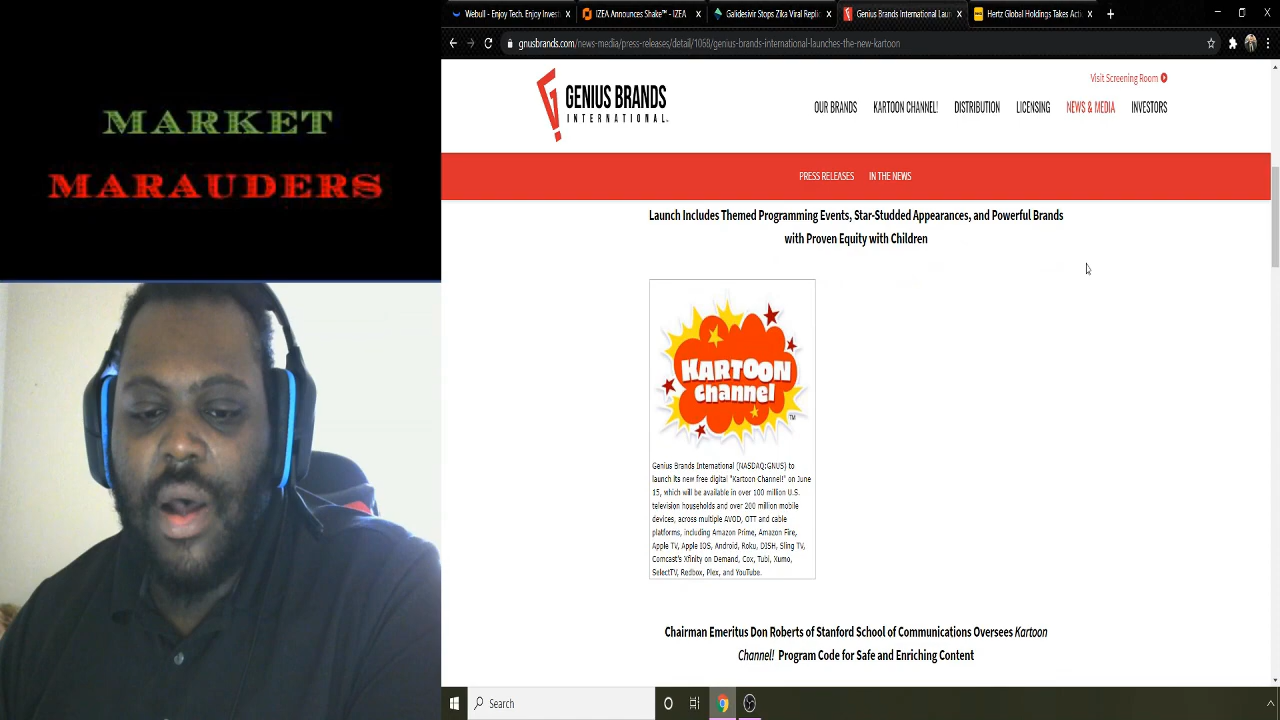 Webull - Enjoy Tech. Enjoy Invest
IZEA Announces Shake™ - IZEA
Galidesivir Stops Zika Viral Replic
Genius Brands International Lau
Hertz Global Holdings Takes Acti
gnusbrands.com/news-media/press-releases/detail/1068/genius-brands-international-launches-the-new-kartoon
MARKET
MARAUDERS
GENIUS BRANDS
INTERNATIONAL
Visit Screening Room
OUR BRANDS
KARTOON CHANNEL!
DISTRIBUTION
LICENSING
NEWS & MEDIA
INVESTORS
PRESS RELEASES
IN THE NEWS
Launch Includes Themed Programming Events, Star-Studded Appearances, and Powerful Brands
with Proven Equity with Children
KARTOON
channel
TM
Genius Brands International (NASDAQ:GNUS) to
launch its new free digital "Kartoon Channel!" on June
15, which will be available in over 100 million U.S.
television households and over 200 million mobile
devices, across multiple AVOD, OTT and cable
platforms, including Amazon Prime, Amazon Fire,
Apple TV, Apple IOS, Android, Roku, DISH, Sling TV,
Comcast's Xfinity on Demand, Cox, Tubi, Xumo,
SelectTV, Redbox, Plex, and YouTube.
Chairman Emeritus Don Roberts of Stanford School of Communications Oversees Kartoon
Channel! Program Code for Safe and Enriching Content
Search